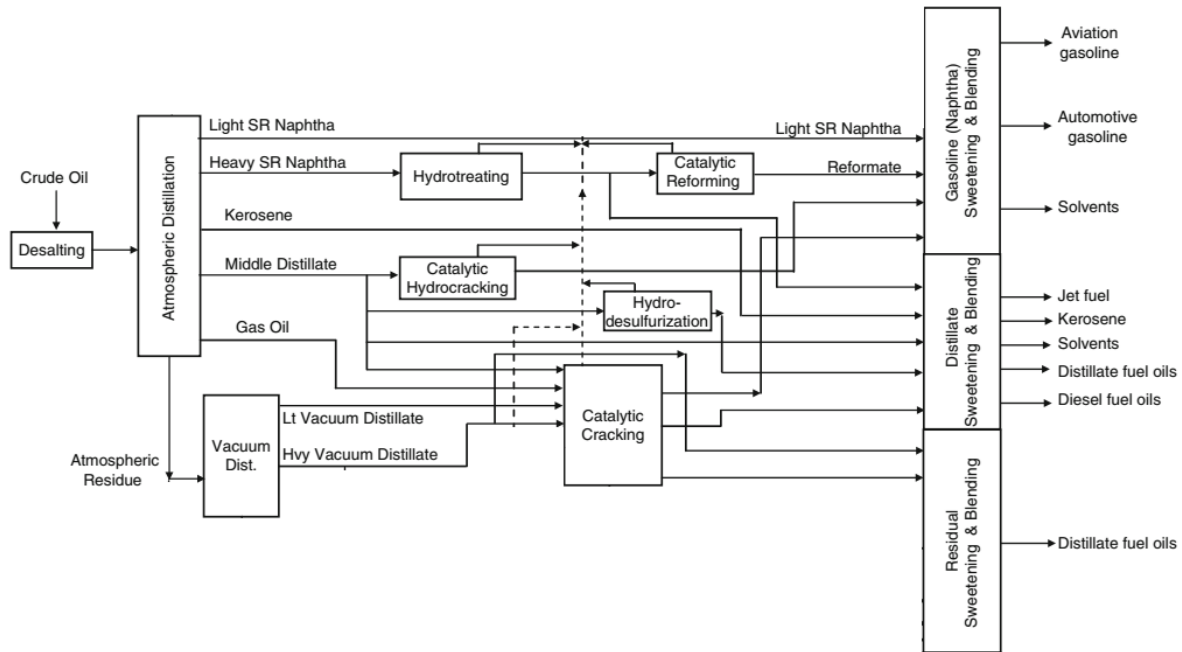 Aviation
gasoline
Gasoline (Naphtha)
Sweetening & Blending
Light SR Naphtha
Light SR Naphtha
Automotive
gasoline
Atmospheric Distillation
Heavy SR Naphtha
Hydrotreating
Catalytic
Reforming
Reformate
Crude Oil
Kerosene
Solvents
Desalting
Middle Distillate
Catalytic
Hydrocracking
Hydro-
desulfurization
Distillate
Sweetening & Blending
Jet fuel
Kerosene
Solvents
Distillate fuel oils
Diesel fuel oils
Gas Oil
Lt Vacuum Distillate
Catalytic
Cracking
Vacuum
Dist.
Hvy Vacuum Distillate
Atmospheric
Residue
Residual
Sweetening & Blending
Distillate fuel oils